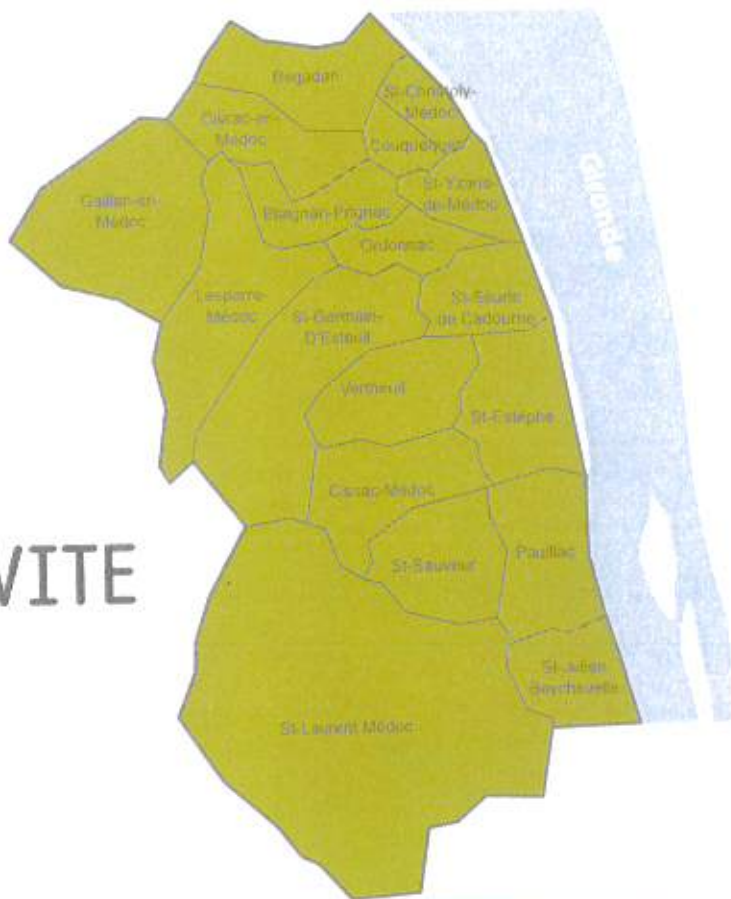 Begadan
St-Christoly-
Médoc
Civrac-en-
Médoc
Couquèques
Gaillan-en-
Médoc
St-Yzans-
de-Médoc
Blaignan-Prignac
Ordonnac
Gironde
Lesparre-
Médoc
St-Germain-
D'Esteuil
St-Seurin
de Cadourne
Vertheuil
St-Estèphe
Cissac-Médoc
VITE
St-Sauveur
Pauillac
St-Julien
Beychevelle
St-Laurent Médoc